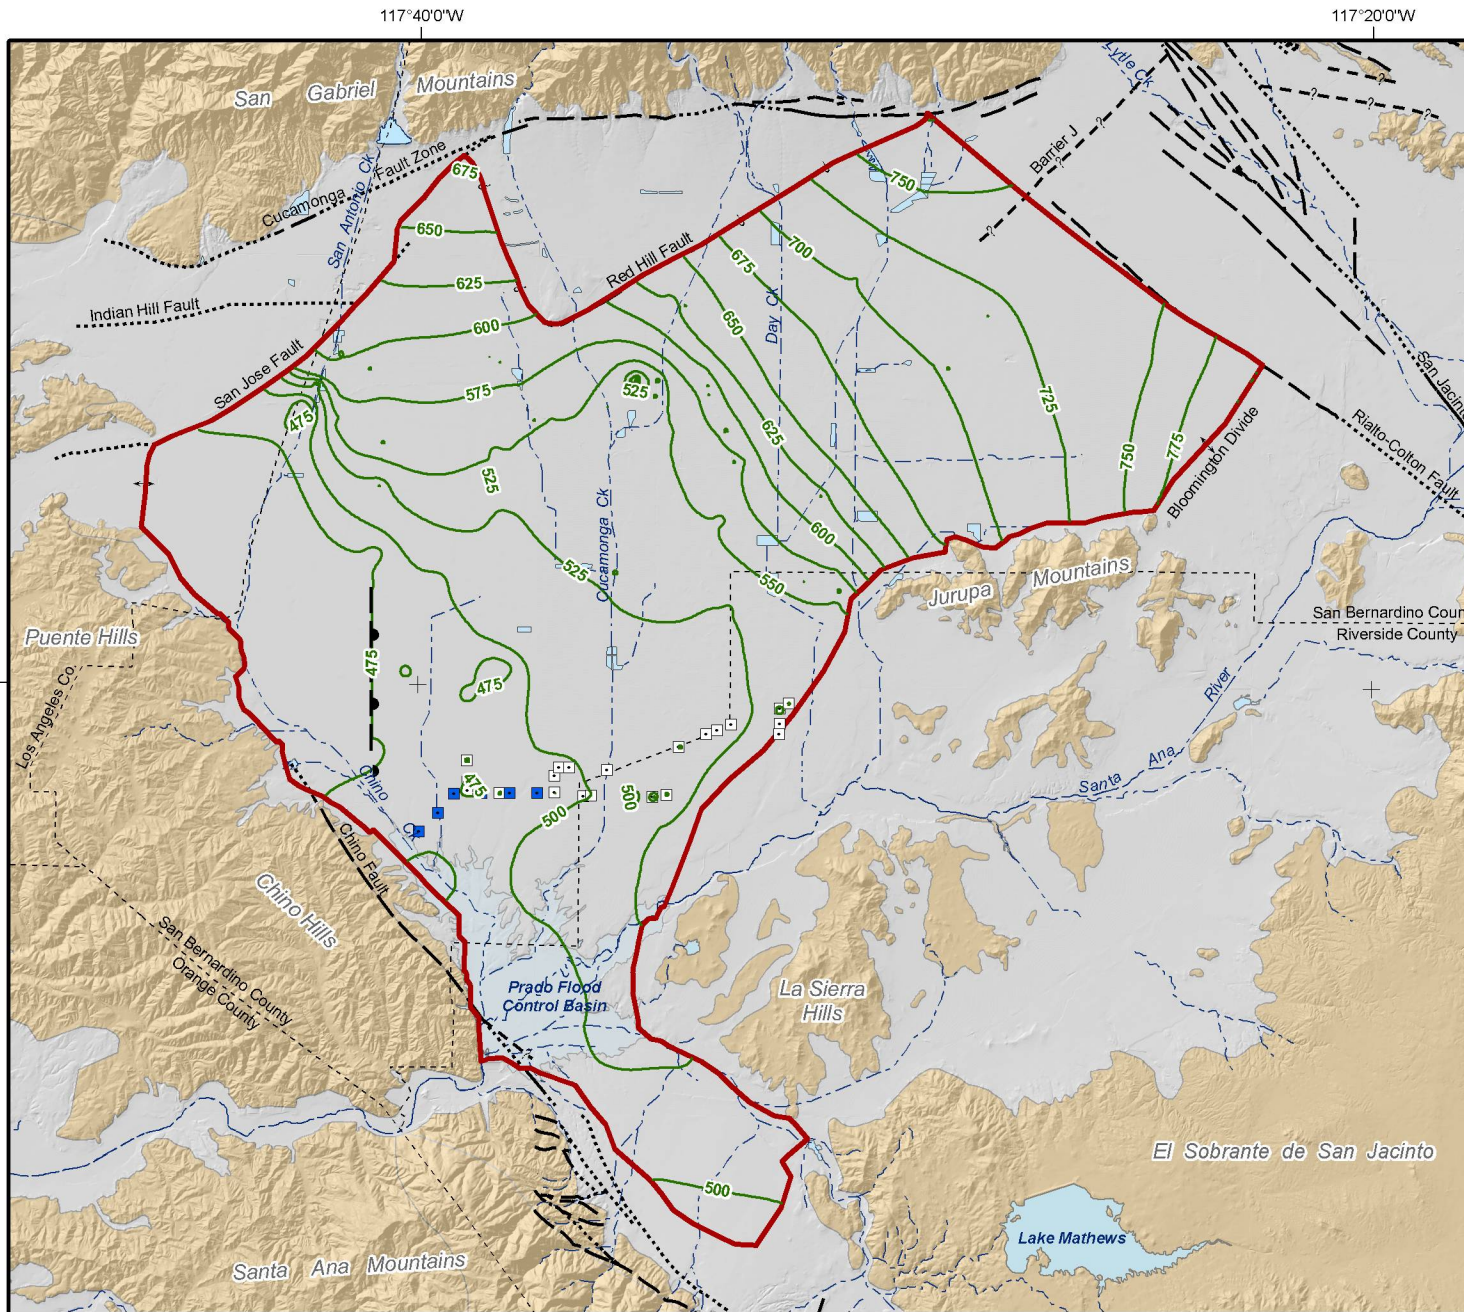 117°40'0"W
117°20'0"W
San Gabriel Mountains
Lytle Ck
?
?
?
?
Barrier J
?
?
Cucamonga Fault Zone
San Antonio Ck
675
750
650
Red Hill Fault
700
625
675
Indian Hill Fault
600
650
Day Ck
San Jose Fault
575
525
725
San Jacinto
475
625
Rialto-Colton Fault
750
775
Bloomington Divide
525
600
Cucamonga Ck
525
550
Jurupa Mountains
San Bernardino Coun
Riverside County
Puente Hills
475
475
Los Angeles Co.
River
Santa Ana
Chino Ck
475
500
500
Chino Fault
Chino Hills
San Bernardino County
Orange County
Prado Flood
Control Basin
La Sierra
Hills
El Sobrante de San Jacinto
500
Lake Mathews
Santa Ana Mountains